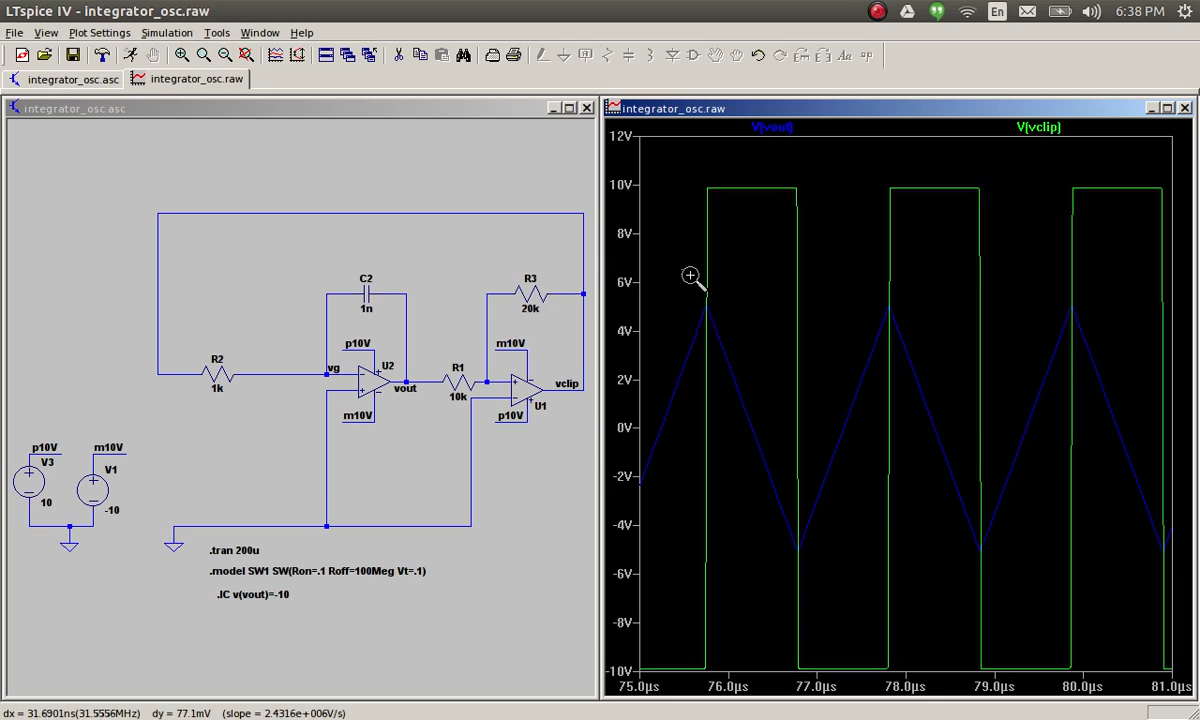 LTspice IV - integrator_osc.raw
En
6:38 PM
File View Plot Settings Simulation Tools Window Help
integrator_osc.asc integrator_osc.raw
integrator_osc.asc
integrator_osc.raw
V(vout) V(vclip)
12V
10V
8V
6V
4V
2V
0V
-2V
-4V
-6V
-8V
-10V
75.0µs 76.0µs 77.0µs 78.0µs 79.0µs 80.0µs 81.0µs
C2
1n
R3
20k
p10V
m10V
R2
1k
vg
U2
vout
R1
10k
vclip
U1
m10V
p10V
p10V
V3
10
m10V
V1
-10
.tran 200u
.model SW1 SW(Ron=.1 Roff=100Meg Vt=.1)
.IC v(vout)=-10
dx = 31.6901ns(31.5556MHz) dy = 77.1mV (slope = 2.4316e+006V/s)